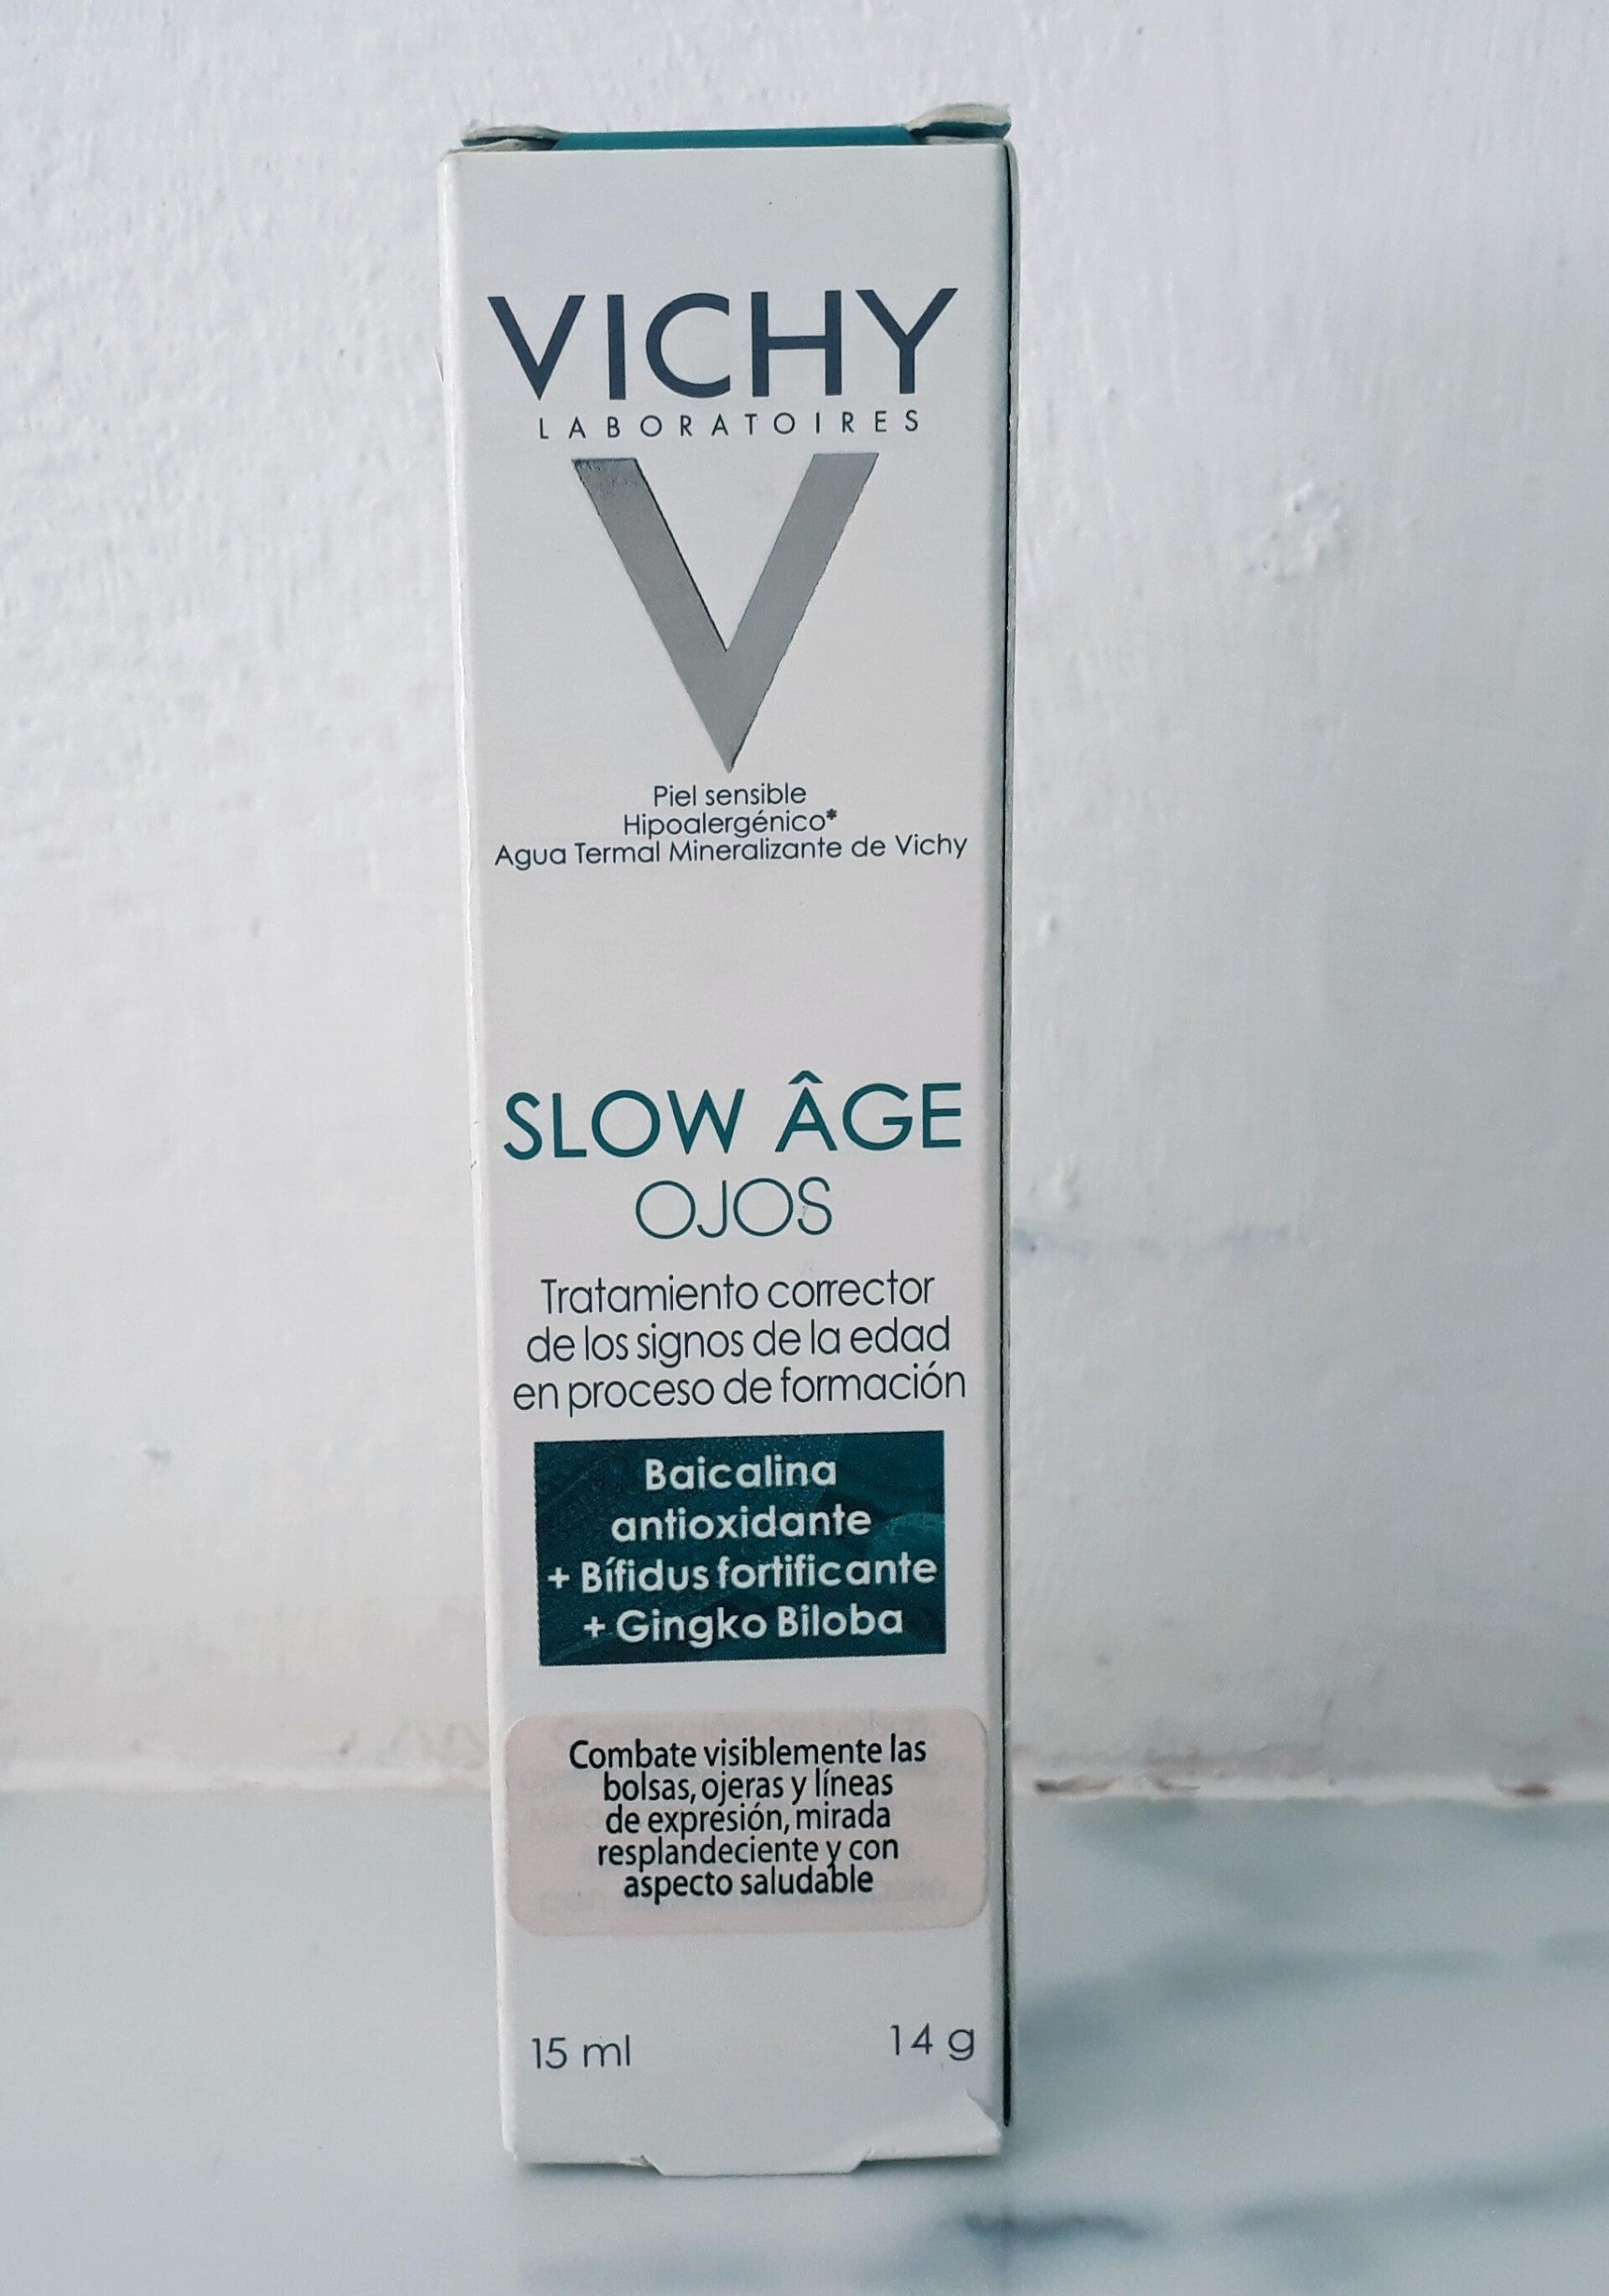 VICHY
LABORATOIRES
V
Piel sensible
Hipoalergénico*
Agua Termal Mineralizante de Vichy
SLOW ÂGE
OJOS
Tratamiento corrector
de los signos de la edad
en proceso de formación
Baicalina
antioxidante
+ Bífidus fortificante
+ Gingko Biloba
Combate visiblemente las
bolsas, ojeras y líneas
de expresión, mirada
resplandeciente y con
aspecto saludable
15 ml 14 g